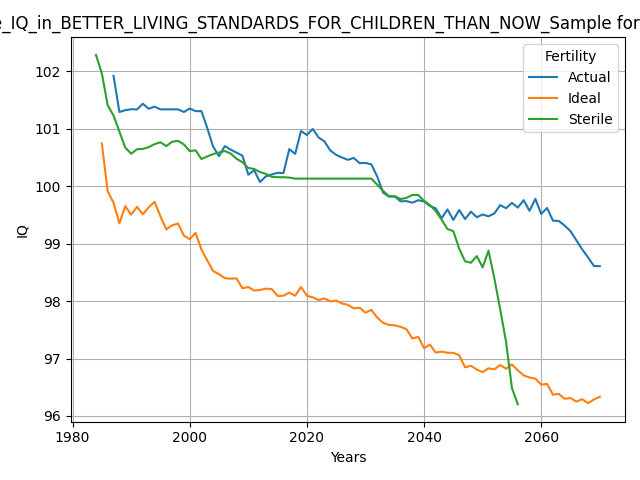 e_IQ_in_BETTER_LIVING_STANDARDS_FOR_CHILDREN_THAN_NOW_Sample for
Fertility
Actual
Ideal
Sterile
IQ
102
101
100
99
98
97
96
1980
2000
2020
2040
2060
Years